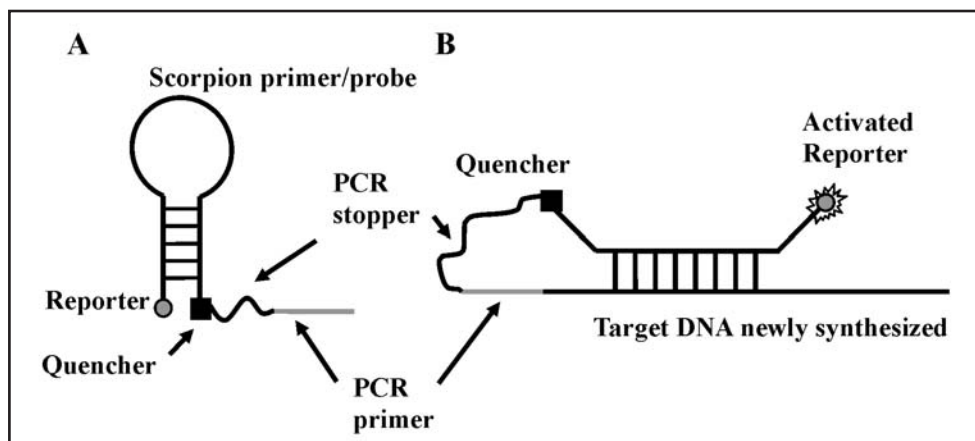 A
Scorpion primer/probe
Reporter
Quencher
PCR
stopper
PCR
primer
B
Quencher
Activated
Reporter
Target DNA newly synthesized